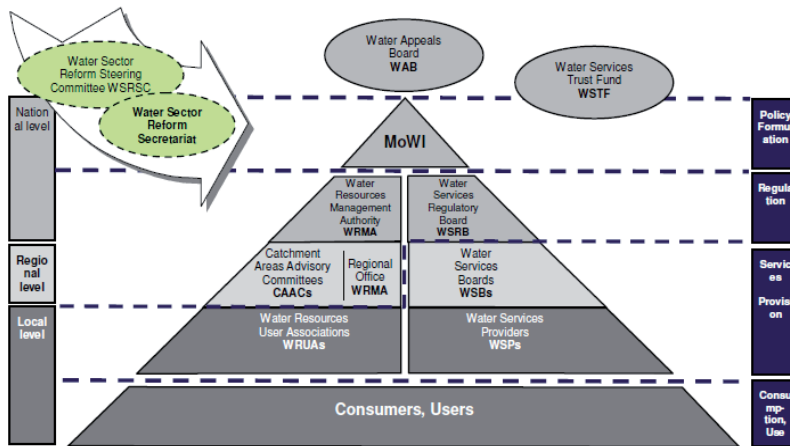 Water Sector
Reform Steering
Committee WSRSC
Water Sector
Reform
Secretariat
Water Appeals
Board
WAB
Water Services
Trust Fund
WSTF
Nation
al level
MoWI
Policy
Formul
ation
Water
Resources
Management
Authority
WRMA
Water
Services
Regulatory
Board
WSRB
Regula
tion
Regio
nal level
Catchment
Areas Advisory
Committees
CAACs
Regional
Office
WRMA
Water
Services
Boards
WSBs
Servic
es
Provisi
on
Local
level
Water Resources
User Associations
WRUAs
Water Services
Providers
WSPs
Consumers, Users
Consu
mp-
tion,
Use